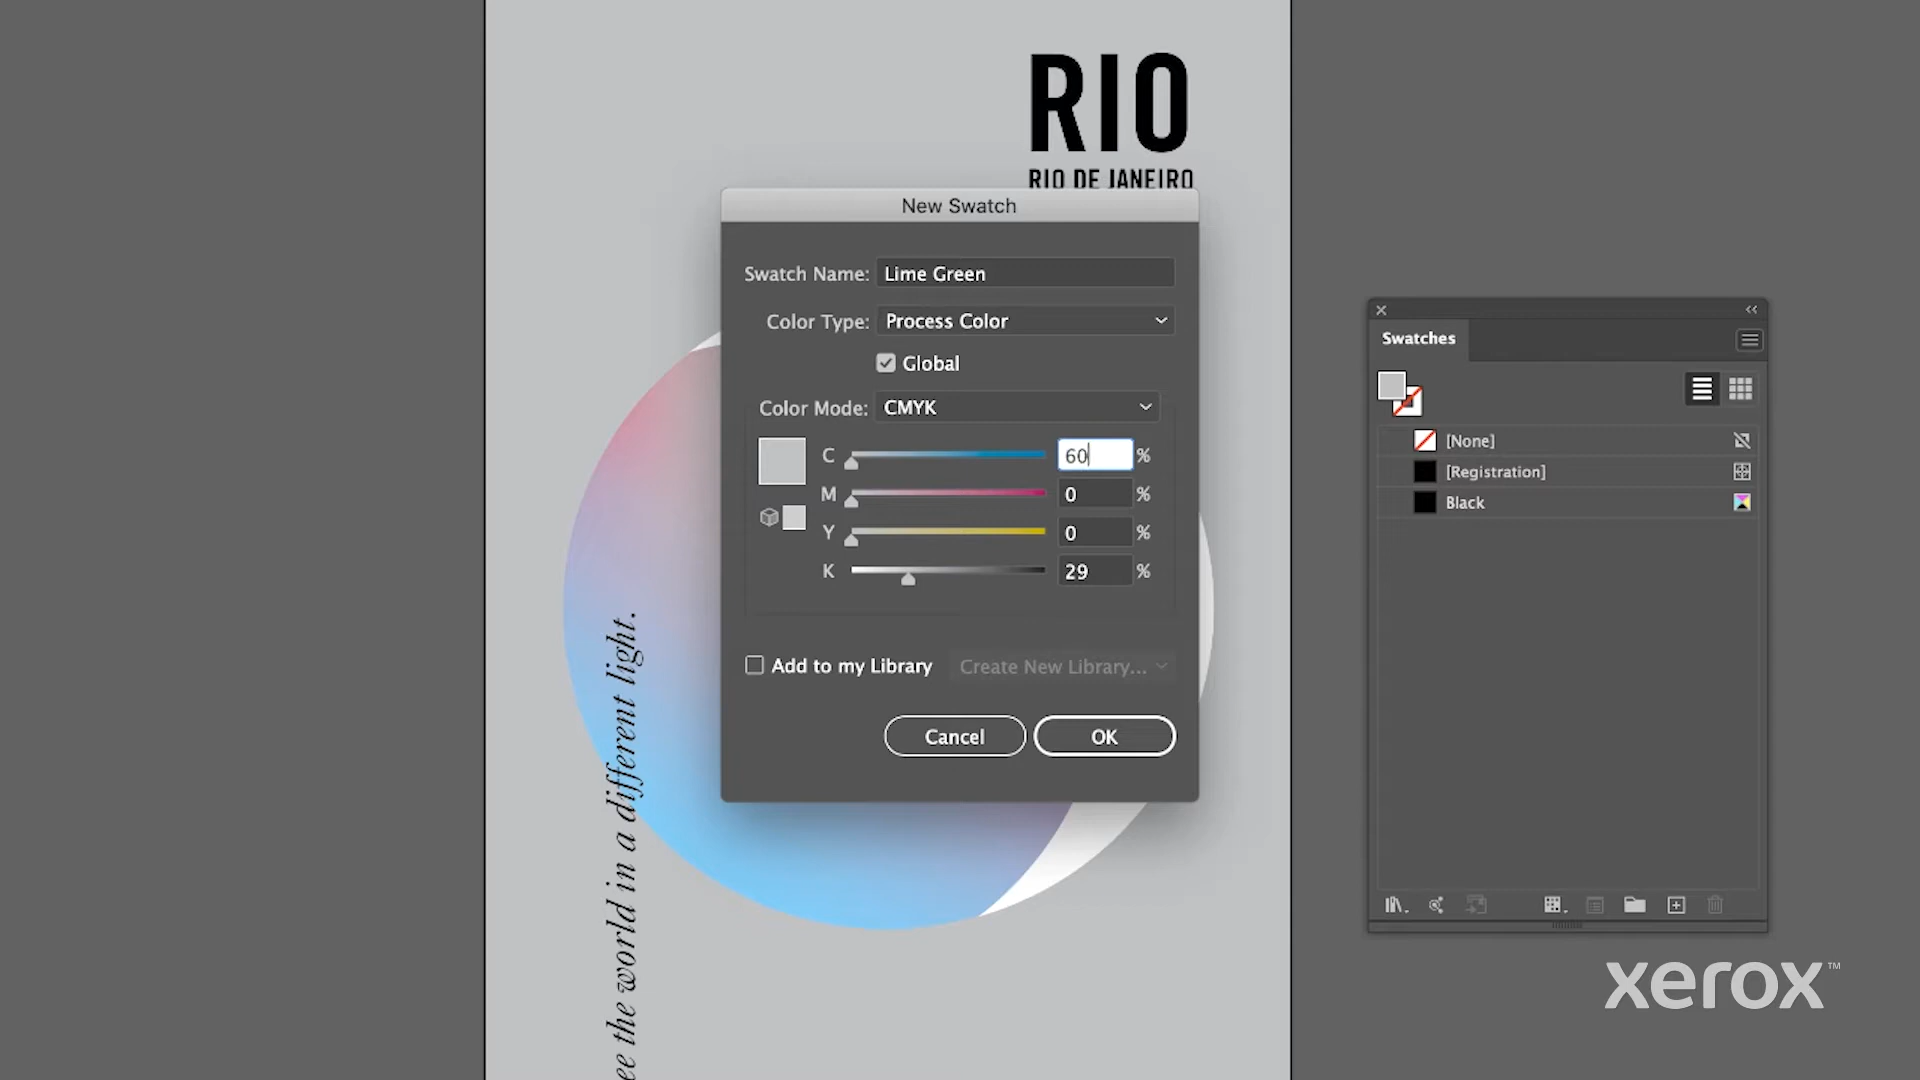 RIO
RIO DE JANEIRO
ee the world in a different light.
New Swatch
Swatch Name: Lime Green
Color Type: Process Color
Global
Color Mode: CMYK
C 60 %
M 0 %
Y 0 %
K 29 %
Add to my Library Create New Library...
Cancel OK
Swatches
[None]
[Registration]
Black
xerox™